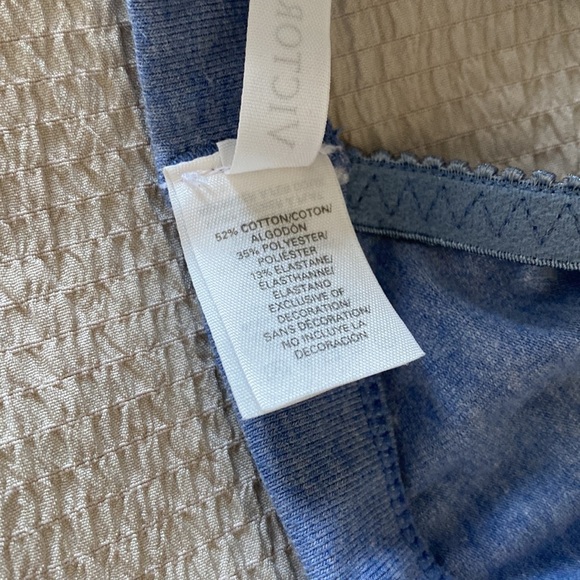 VICTOR
52% COTTON/COTON/
ALGODÓN
35% POLYESTER/
POLIÉSTER
13% ELASTANE/
ÉLASTHANNE/
ELASTANO
EXCLUSIVE OF
DECORATION/
SANS DÉCORATION/
NO INCLUYE LA
DECORACIÓN